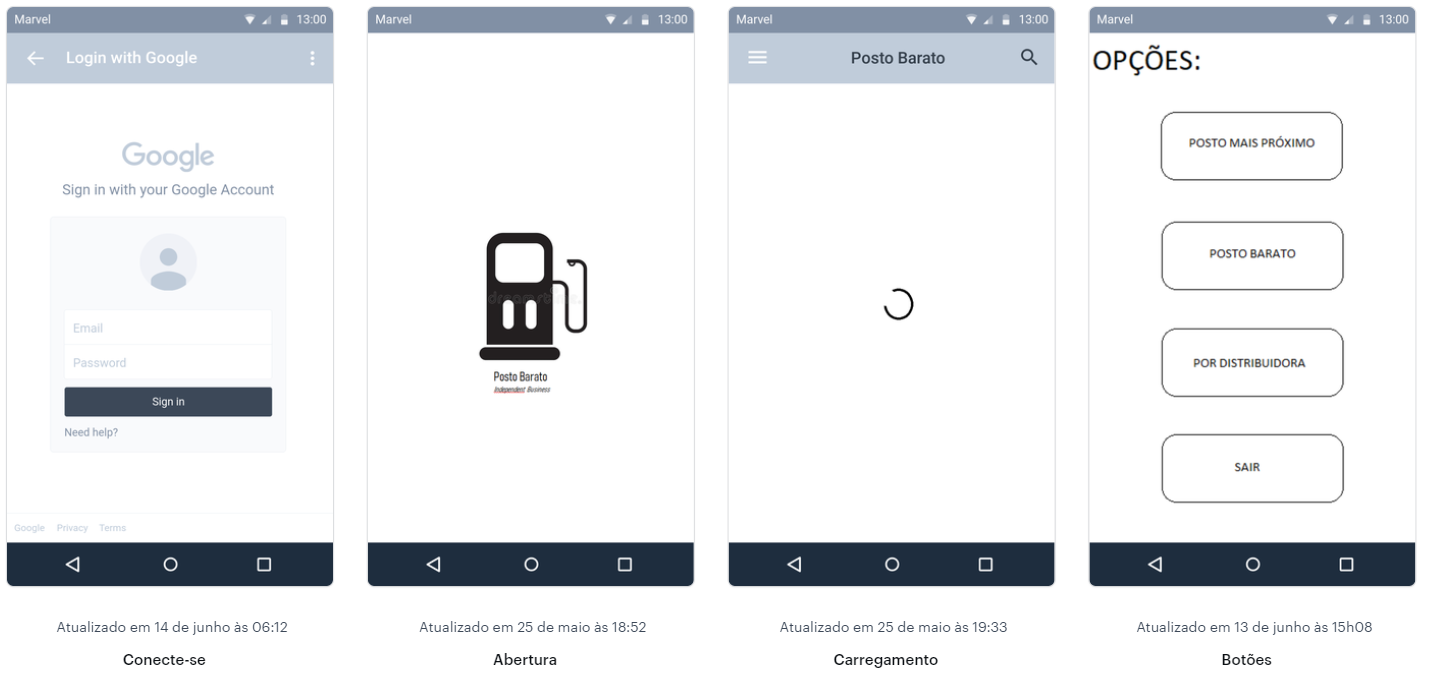 Marvel 13:00
Login with Google
Google
Sign in with your Google Account
Email
Password
Sign in
Need help?
Google Privacy Terms
Atualizado em 14 de junho às 06:12
Conecte-se
Marvel 13:00
Posto Barato
Independent Business
Atualizado em 25 de maio às 18:52
Abertura
Marvel 13:00
Posto Barato
Atualizado em 25 de maio às 19:33
Carregamento
Marvel 13:00
OPÇÕES:
POSTO MAIS PRÓXIMO
POSTO BARATO
POR DISTRIBUIDORA
SAIR
Atualizado em 13 de junho às 15h08
Botões